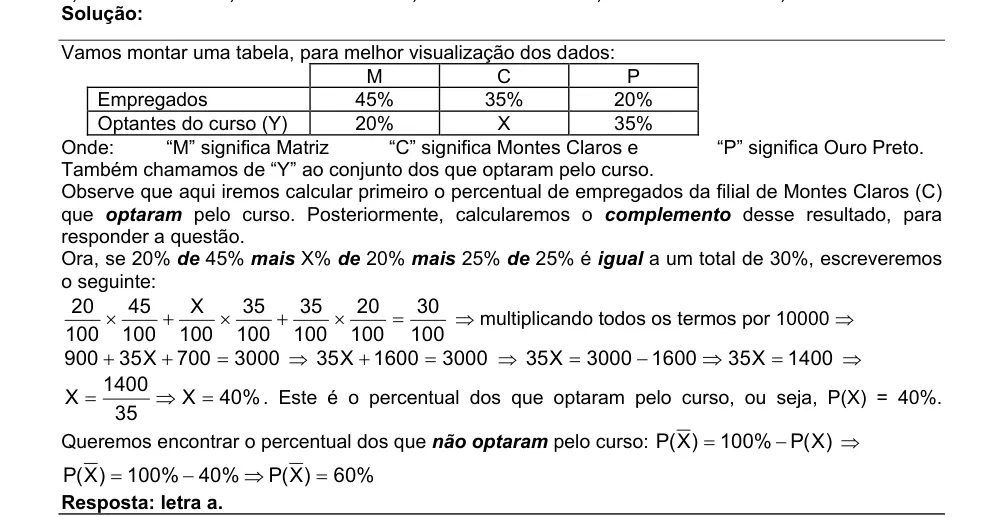 Solução:
Vamos montar uma tabela, para melhor visualização dos dados:
M C P
Empregados 45% 35% 20%
Optantes do curso (Y) 20% X 35%
Onde: “M” significa Matriz “C” significa Montes Claros e “P” significa Ouro Preto.
Também chamamos de “Y” ao conjunto dos que optaram pelo curso.
Observe que aqui iremos calcular primeiro o percentual de empregados da filial de Montes Claros (C)
que optaram pelo curso. Posteriormente, calcularemos o complemento desse resultado, para
responder a questão.
Ora, se 20% de 45% mais X% de 20% mais 25% de 25% é igual a um total de 30%, escreveremos
o seguinte:
20/100 × 45/100 + X/100 × 35/100 + 35/100 × 20/100 = 30/100 ⇒ multiplicando todos os termos por 10000 ⇒
900 + 35X + 700 = 3000 ⇒ 35X + 1600 = 3000 ⇒ 35X = 3000 − 1600 ⇒ 35X = 1400 ⇒
X = 1400/35 ⇒ X = 40%. Este é o percentual dos que optaram pelo curso, ou seja, P(X) = 40%.
Queremos encontrar o percentual dos que não optaram pelo curso: P(X̅) = 100% − P(X) ⇒
P(X̅) = 100% − 40% ⇒ P(X̅) = 60%
Resposta: letra a.